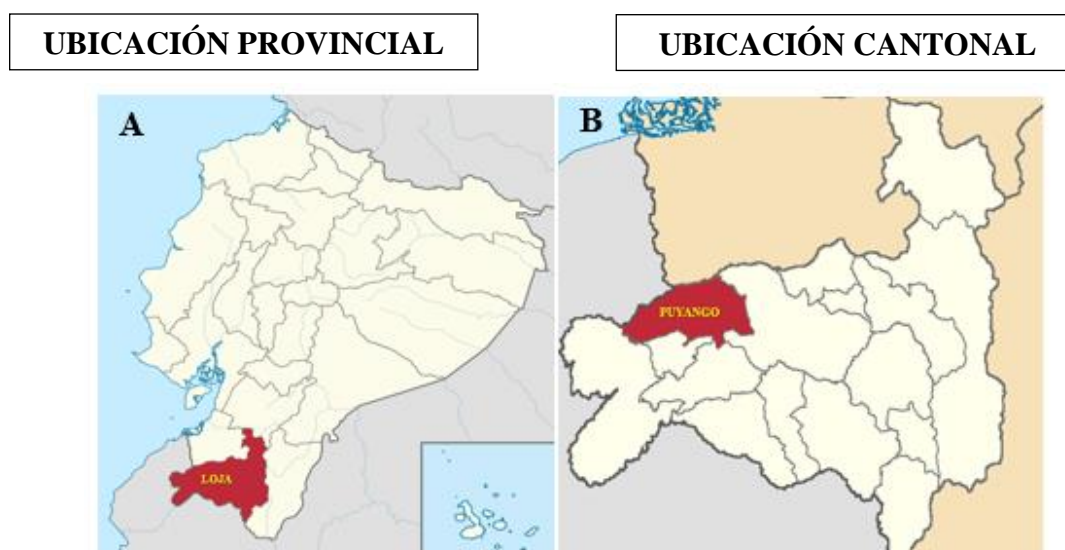 UBICACIÓN PROVINCIAL
UBICACIÓN CANTONAL
A
B
LOJA
PUYANGO